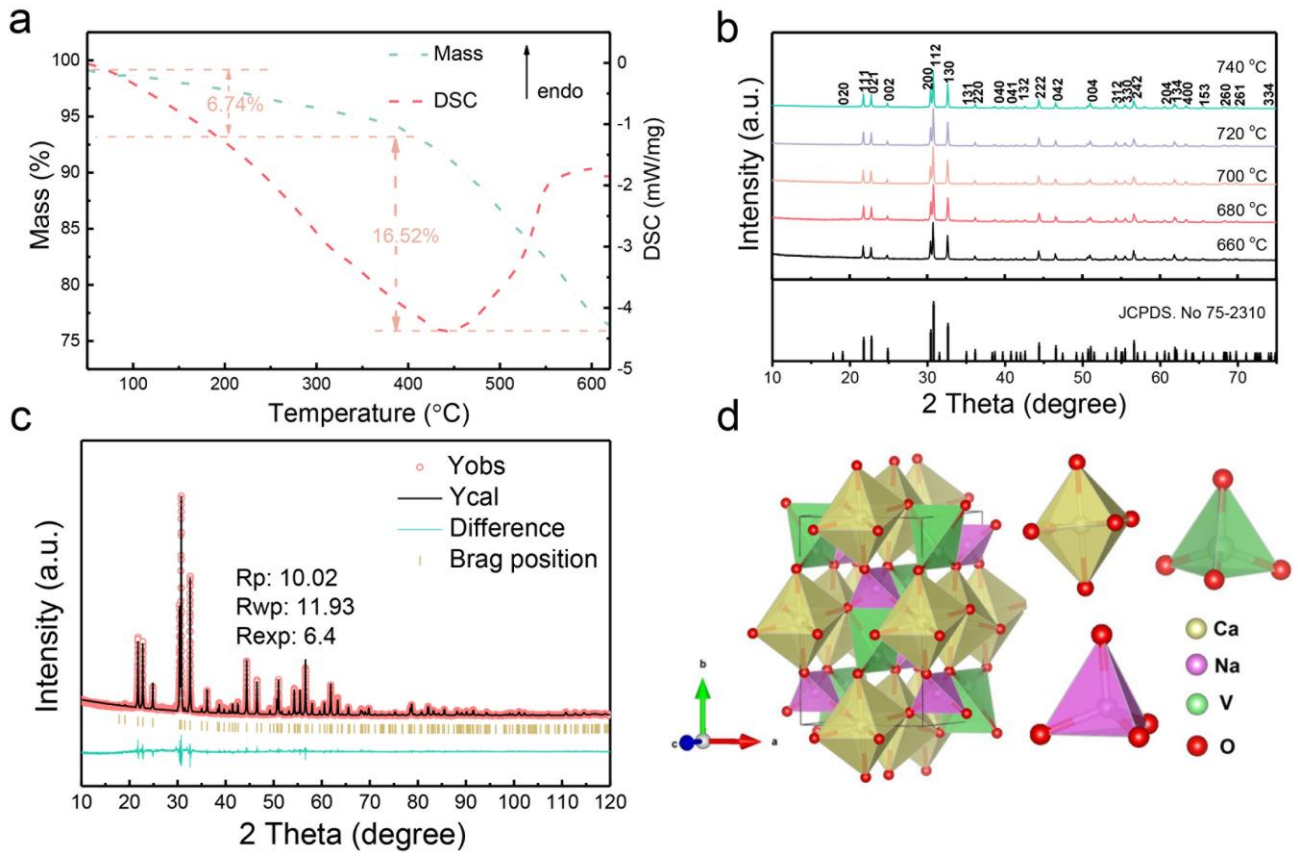 a
100
95
90
85
80
75
Mass (%)
100 200 300 400 500 600
Temperature (°C)
0
-1
-2
-3
-4
-5
DSC (mW/mg)
Mass
DSC
endo
6.74%
16.52%
b
Intensity (a.u.)
020
111
021
002
200
112
130
131
220
040
041
132
222
042
004
312
330
242
204
134
400
153
260
261
334
740 °C
720 °C
700 °C
680 °C
660 °C
JCPDS. No 75-2310
10 20 30 40 50 60 70
2 Theta (degree)
c
Intensity (a.u.)
Yobs
Ycal
Difference
Brag position
Rp: 10.02
Rwp: 11.93
Rexp: 6.4
10 20 30 40 50 60 70 80 90 100 110 120
2 Theta (degree)
d
b
c
a
Ca
Na
V
O